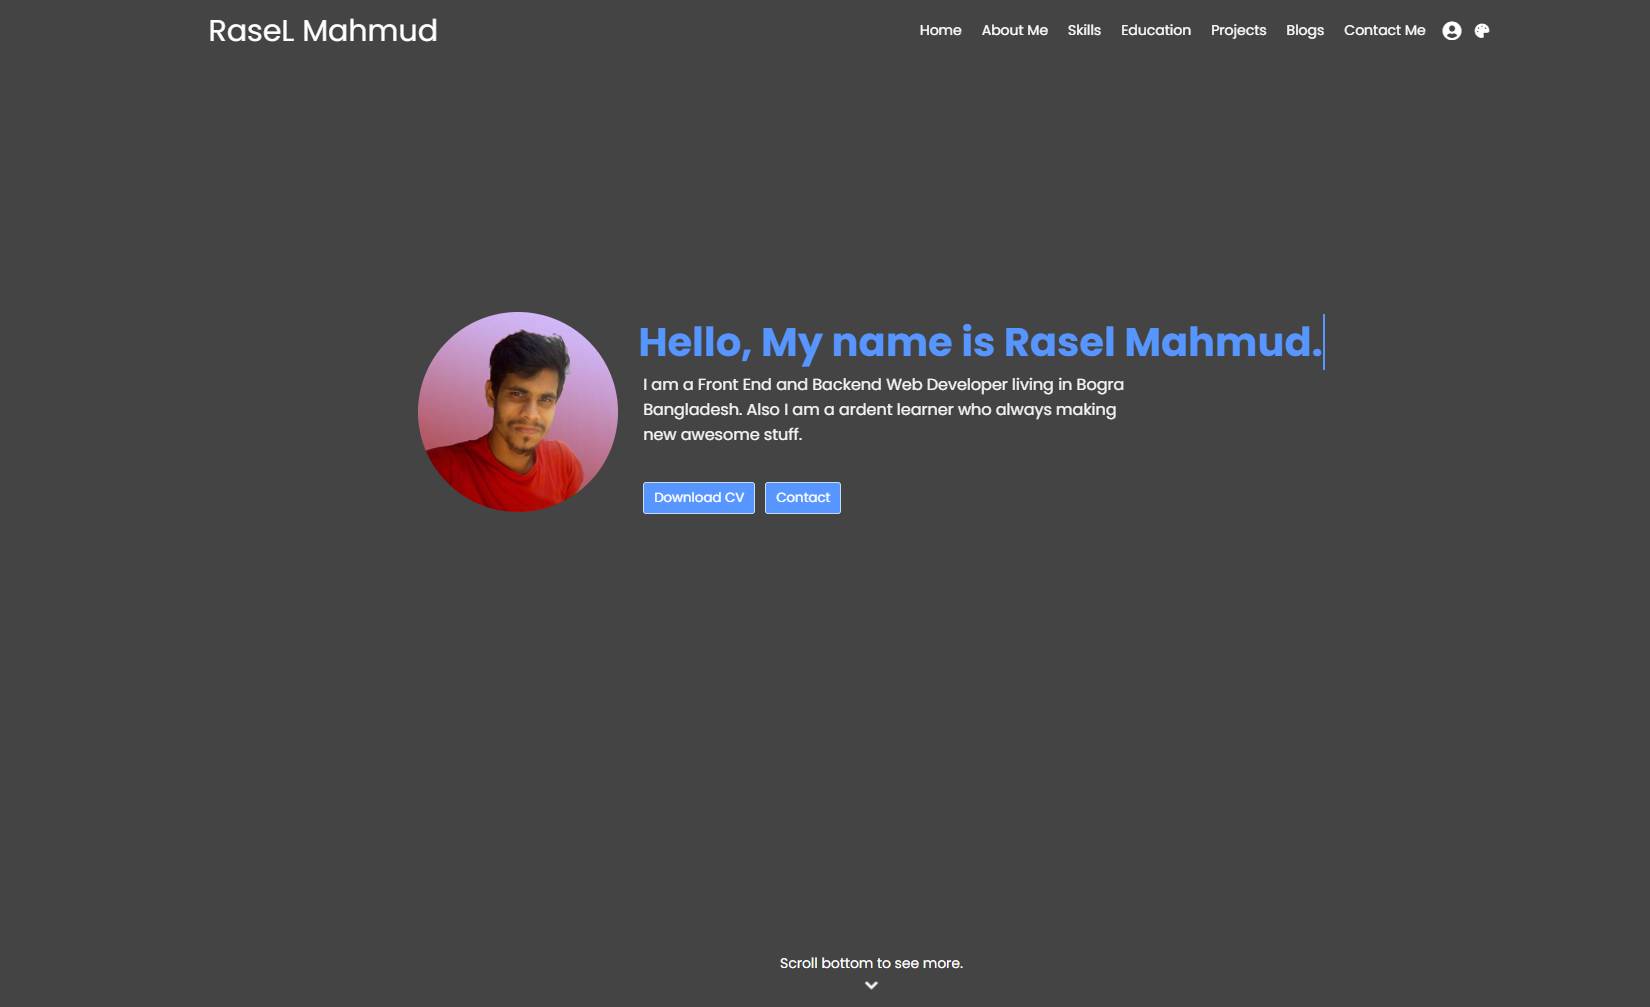 RaseL Mahmud
Home About Me Skills Education Projects Blogs Contact Me
Hello, My name is Rasel Mahmud.
I am a Front End and Backend Web Developer living in Bogra
Bangladesh. Also I am a ardent learner who always making
new awesome stuff.
Download CV Contact
Scroll bottom to see more.